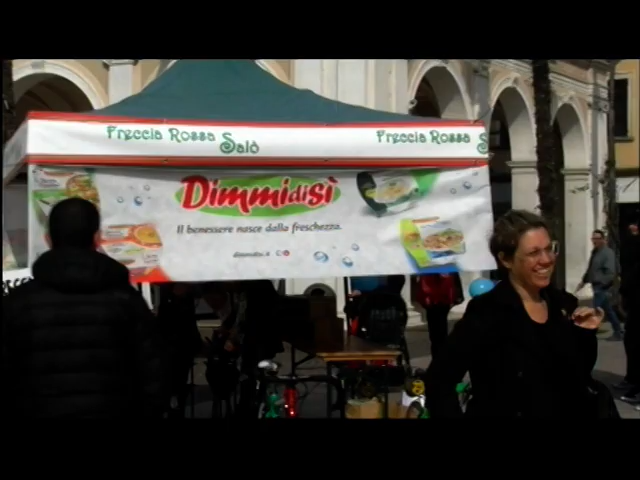 Freccia Rossa Salò Freccia Rossa S
DimmidiSì
Il benessere nasce dalla freschezza.
dimmidisi.it